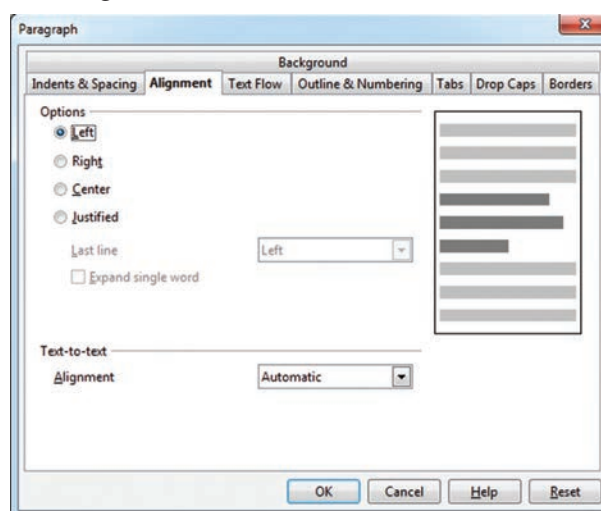 Paragraph
Background
Indents & Spacing Alignment Text Flow Outline & Numbering Tabs Drop Caps Borders
Options
Left
Right
Center
Justified
Last line Left
Expand single word
Text-to-text
Alignment Automatic
OK Cancel Help Reset